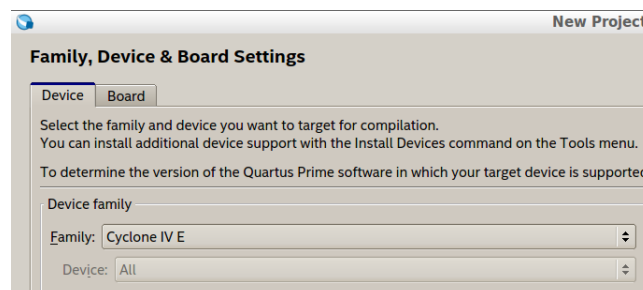 New Project
Family, Device & Board Settings
Device Board
Select the family and device you want to target for compilation.
You can install additional device support with the Install Devices command on the Tools menu.
To determine the version of the Quartus Prime software in which your target device is supported
Device family
Family: Cyclone IV E
Device: All